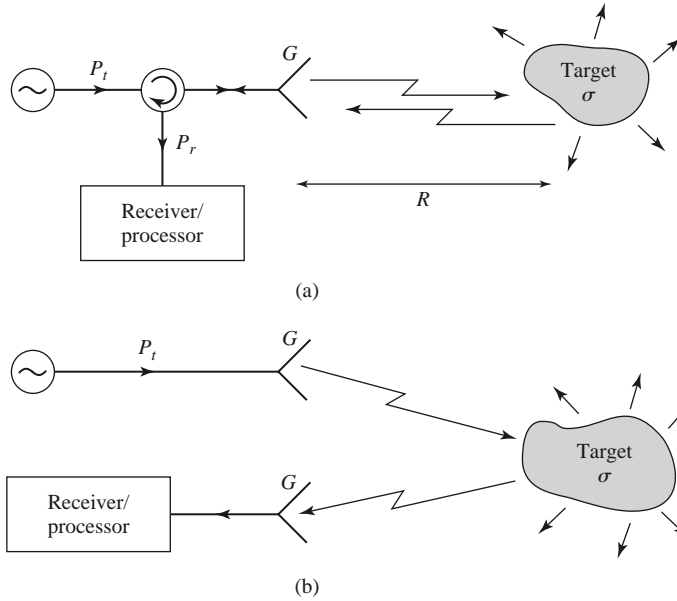 G
P_t
Target
σ
P_r
R
Receiver/
processor
(a)
G
P_t
Target
σ
G
Receiver/
processor
(b)